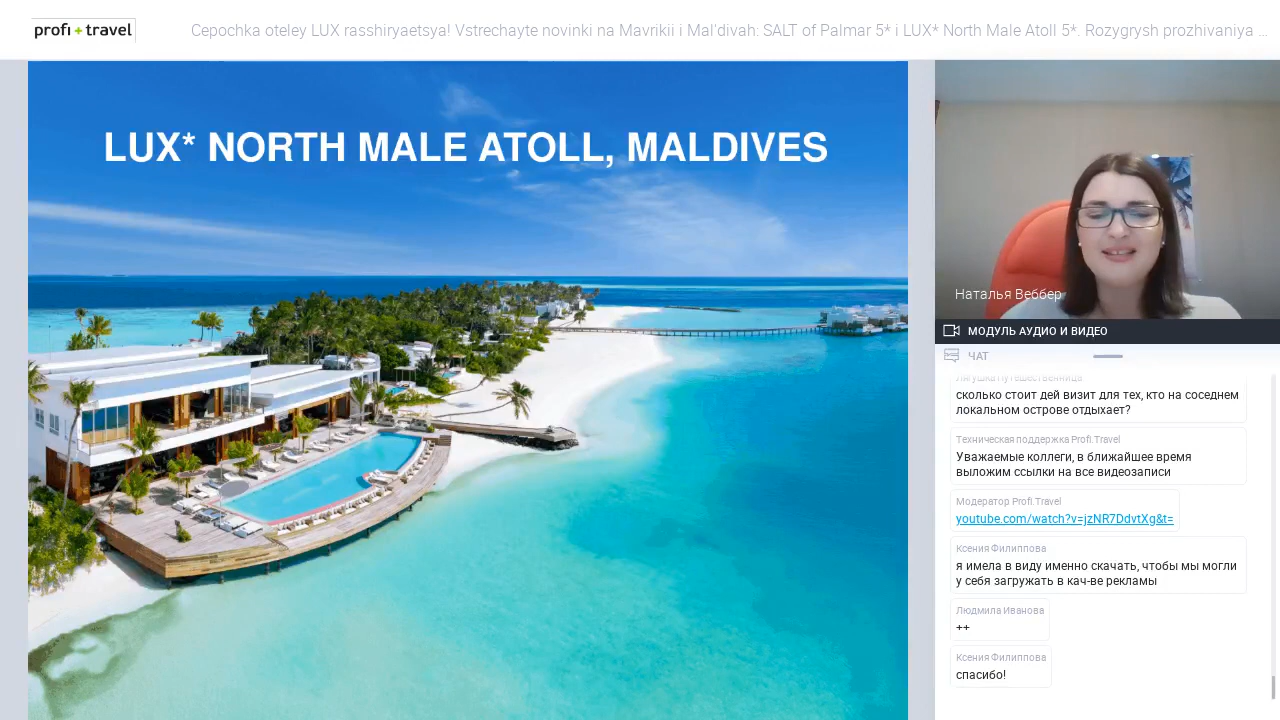 profi + travel
Cepochka oteley LUX rasshiryaetsya! Vstrechayte novinki na Mavrikii i Mal'divah: SALT of Palmar 5* i LUX* North Male Atoll 5*. Rozygrysh prozhivaniya ...
LUX* NORTH MALE ATOLL, MALDIVES
Наталья Веббер
МОДУЛЬ АУДИО И ВИДЕО
ЧАТ
Лягушка Путешественница
сколько стоит дей визит для тех, кто на соседнем
локальном острове отдыхает?
Техническая поддержка Profi.Travel
Уважаемые коллеги, в ближайшее время
выложим ссылки на все видеозаписи
Модератор Profi.Travel
youtube.com/watch?v=jzNR7DdvtXg&t=
Ксения Филиппова
я имела в виду именно скачать, чтобы мы могли
у себя загружать в кач-ве рекламы
Людмила Иванова
++
Ксения Филиппова
спасибо!